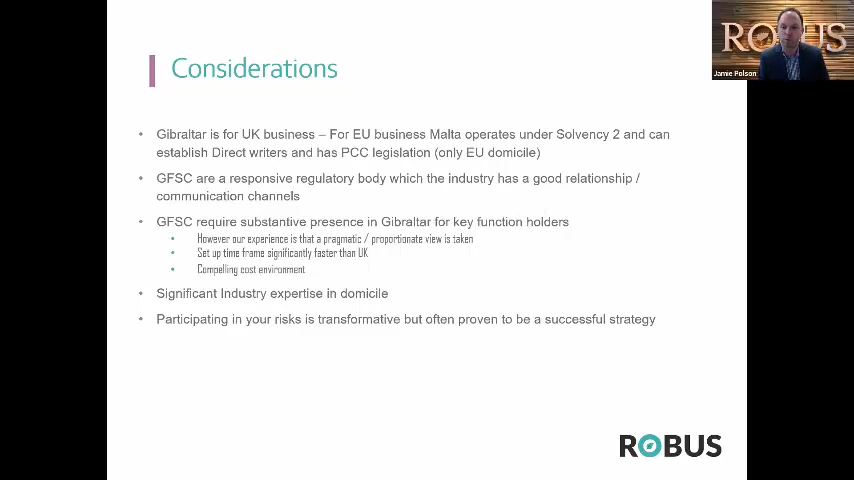 ROBUS
Jamie Polson
Considerations
• Gibraltar is for UK business – For EU business Malta operates under Solvency 2 and can
establish Direct writers and has PCC legislation (only EU domicile)
• GFSC are a responsive regulatory body which the industry has a good relationship /
communication channels
• GFSC require substantive presence in Gibraltar for key function holders
• However our experience is that a pragmatic / proportionate view is taken
• Set up time frame significantly faster than UK
• Compelling cost environment
• Significant Industry expertise in domicile
• Participating in your risks is transformative but often proven to be a successful strategy
ROBUS